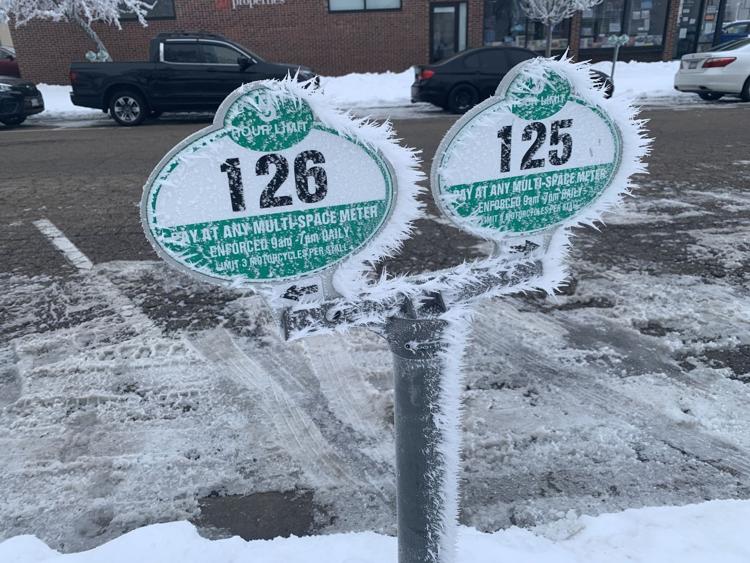 HOUR LIMIT
126
PAY AT ANY MULTI-SPACE METER
ENFORCED 9am - 7pm DAILY
LIMIT 3 MOTORCYCLES PER STALL
HOUR LIMIT
125
PAY AT ANY MULTI-SPACE METER
ENFORCED 9am - 7pm DAILY
LIMIT 3 MOTORCYCLES PER STALL
properties